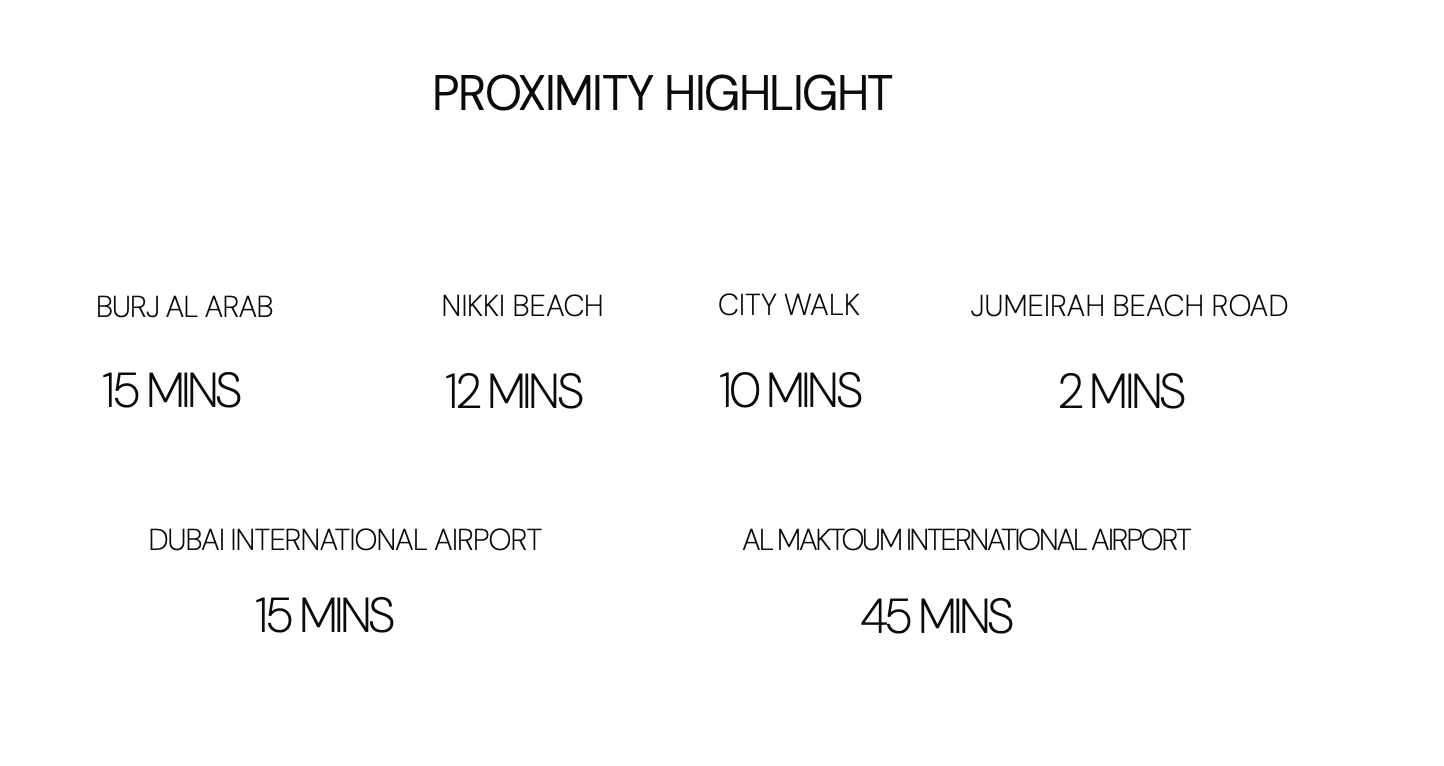 PROXIMITY HIGHLIGHT
BURJ AL ARAB
15 MINS
NIKKI BEACH
12 MINS
CITY WALK
10 MINS
JUMEIRAH BEACH ROAD
2 MINS
DUBAI INTERNATIONAL AIRPORT
15 MINS
AL MAKTOUM INTERNATIONAL AIRPORT
45 MINS